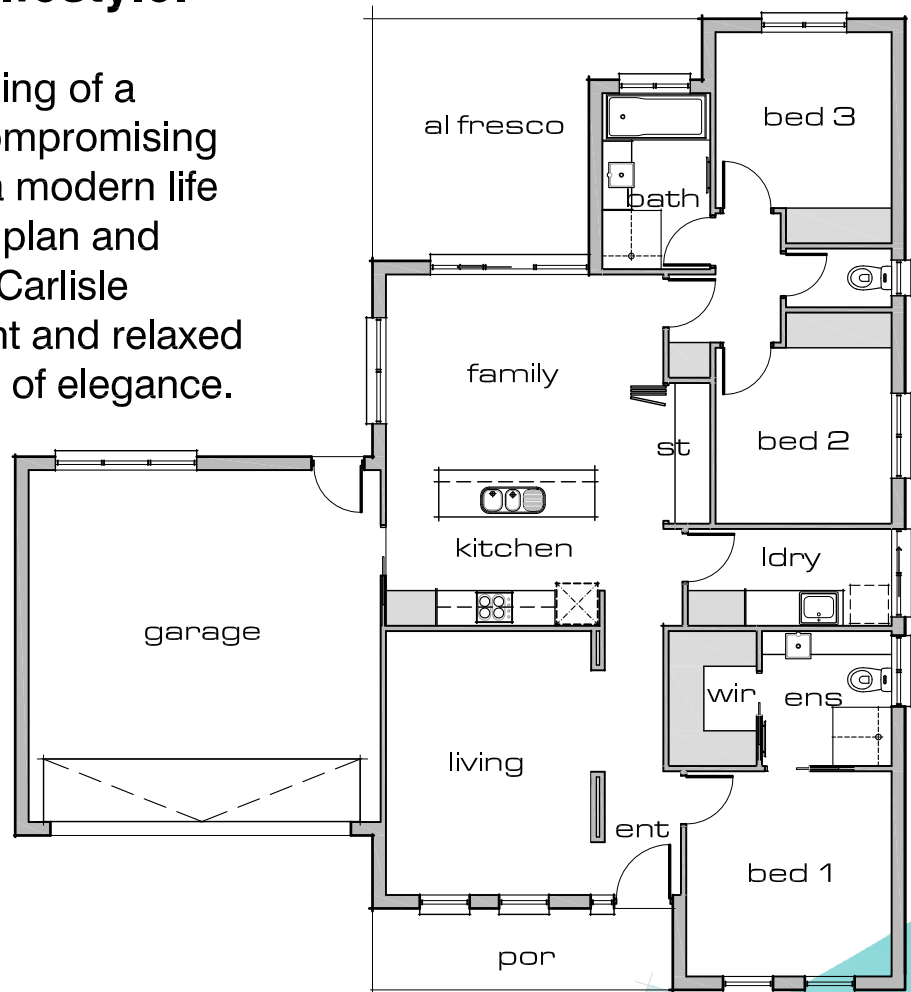 ing of a
ompromising
a modern life
plan and
Carlisle
nt and relaxed
of elegance.
al fresco
bed 3
bath
family
st
bed 2
kitchen
ldry
garage
wir
ens
living
ent
bed 1
por